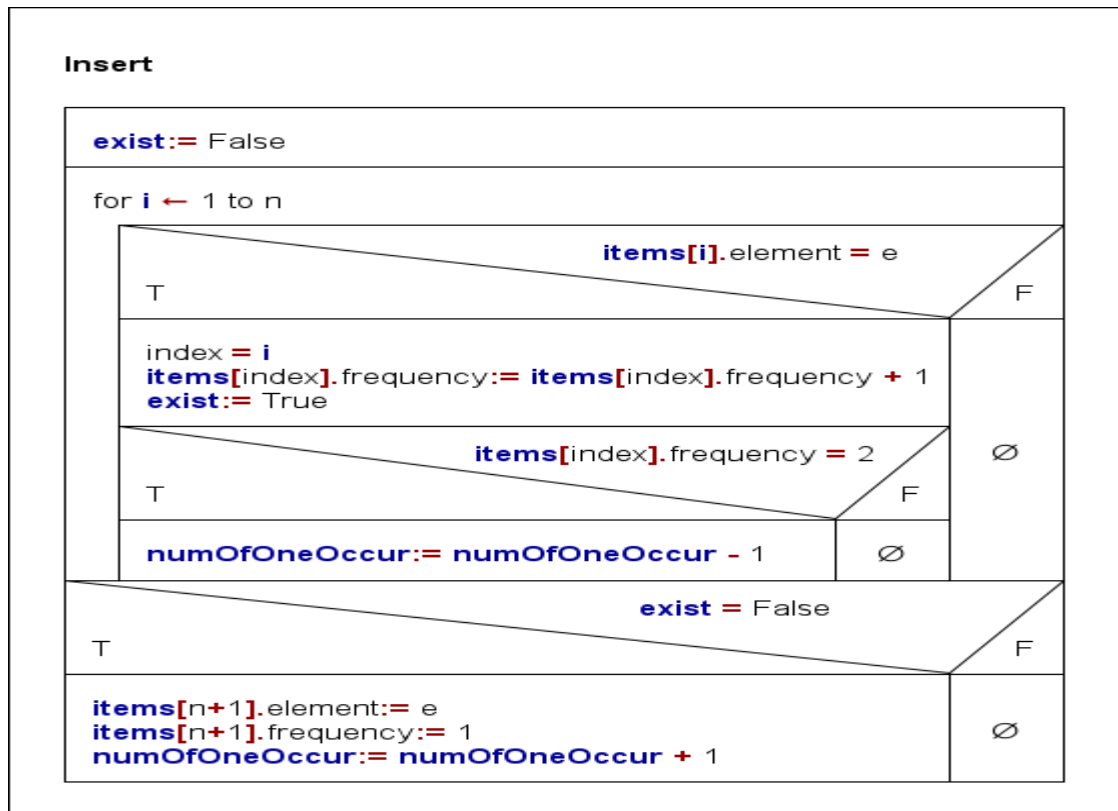 Insert
exist:= False
for i ← 1 to n
items[i].element = e
T
F
index = i
items[index].frequency:= items[index].frequency + 1
exist:= True
items[index].frequency = 2
∅
T
F
numOfOneOccur:= numOfOneOccur - 1
∅
exist = False
T
F
items[n+1].element:= e
items[n+1].frequency:= 1
∅
numOfOneOccur:= numOfOneOccur + 1